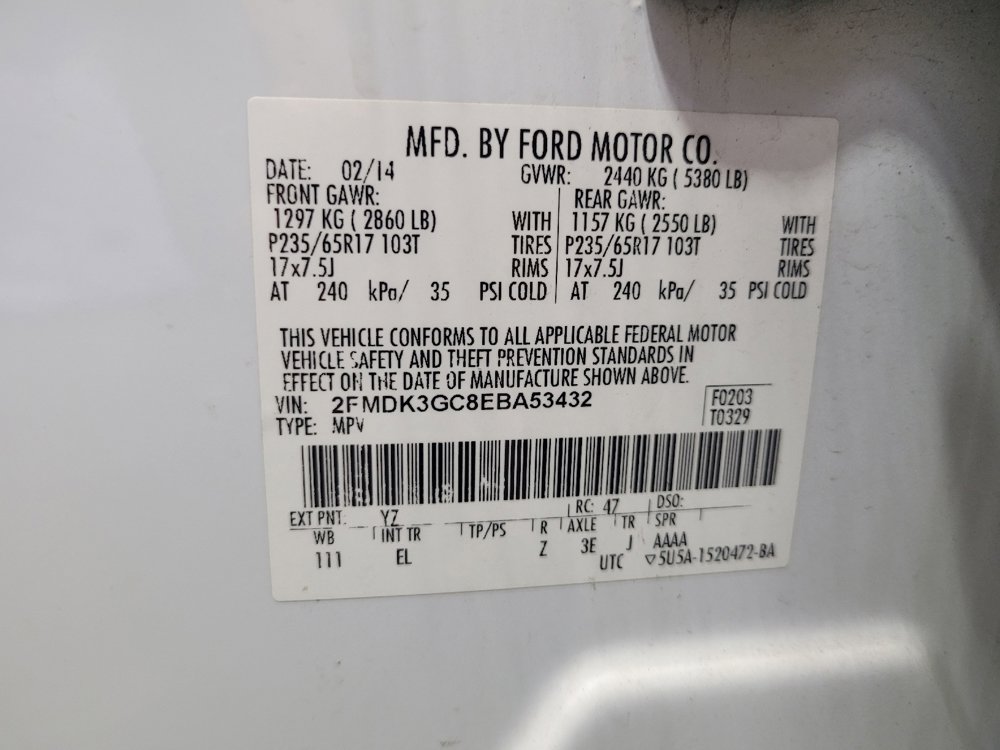 MFD. BY FORD MOTOR CO.
DATE: 02/14 GVWR: 2440 KG ( 5380 LB)
FRONT GAWR: REAR GAWR:
1297 KG ( 2860 LB) WITH 1157 KG ( 2550 LB) WITH
P235/65R17 103T TIRES P235/65R17 103T TIRES
17x7.5J RIMS 17x7.5J RIMS
AT 240 kPa/ 35 PSI COLD AT 240 kPa/ 35 PSI COLD
THIS VEHICLE CONFORMS TO ALL APPLICABLE FEDERAL MOTOR
VEHICLE SAFETY AND THEFT PREVENTION STANDARDS IN
EFFECT ON THE DATE OF MANUFACTURE SHOWN ABOVE.
VIN: 2FMDK3GC8EBA53432 F0203
TYPE: MPV T0329
EXT PNT: YZ RC: 47 DSO:
WB INT TR TP/PS R AXLE TR SPR
111 EL Z 3E J AAAA
UTC ▽5U5A-1520472-BA